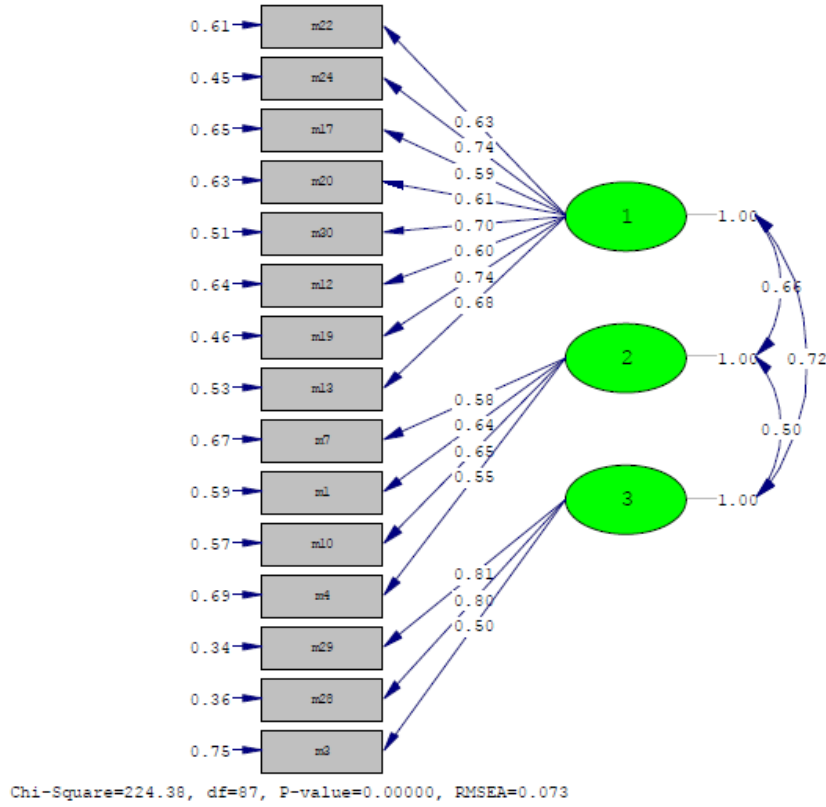 0.61 m22
0.45 m24
0.65 m17
0.63 m20
0.51 m30
0.64 m12
0.46 m19
0.53 m13
0.67 m7
0.59 m1
0.57 m10
0.69 m4
0.34 m29
0.36 m28
0.75 m3
0.63
0.74
0.59
0.61
0.70
0.60
0.74
0.68
0.58
0.64
0.65
0.55
0.81
0.80
0.50
1 1.00
2 1.00
3 1.00
0.66
0.72
0.50
Chi-Square=224.38, df=87, P-value=0.00000, RMSEA=0.073